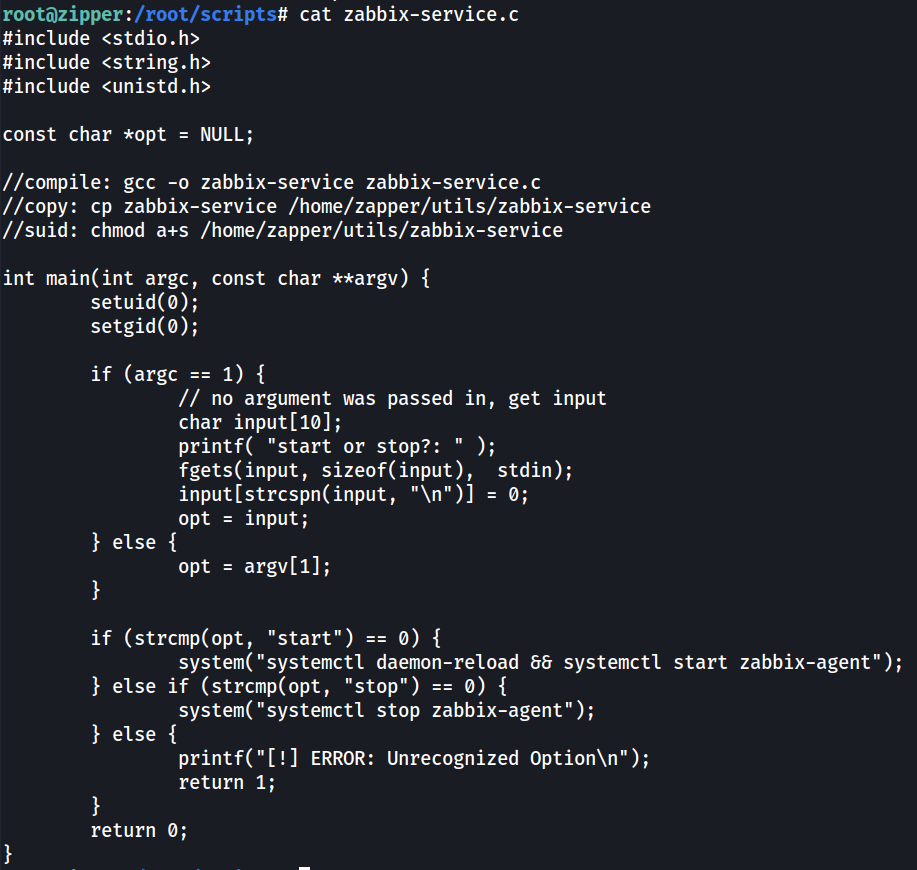 root@zipper:/root/scripts# cat zabbix-service.c
#include <stdio.h>
#include <string.h>
#include <unistd.h>

const char *opt = NULL;

//compile: gcc -o zabbix-service zabbix-service.c
//copy: cp zabbix-service /home/zapper/utils/zabbix-service
//suid: chmod a+s /home/zapper/utils/zabbix-service

int main(int argc, const char **argv) {
        setuid(0);
        setgid(0);

        if (argc == 1) {
                // no argument was passed in, get input
                char input[10];
                printf( "start or stop?: " );
                fgets(input, sizeof(input),  stdin);
                input[strcspn(input, "\n")] = 0;
                opt = input;
        } else {
                opt = argv[1];
        }

        if (strcmp(opt, "start") == 0) {
                system("systemctl daemon-reload && systemctl start zabbix-agent");
        } else if (strcmp(opt, "stop") == 0) {
                system("systemctl stop zabbix-agent");
        } else {
                printf("[!] ERROR: Unrecognized Option\n");
                return 1;
        }
        return 0;
}